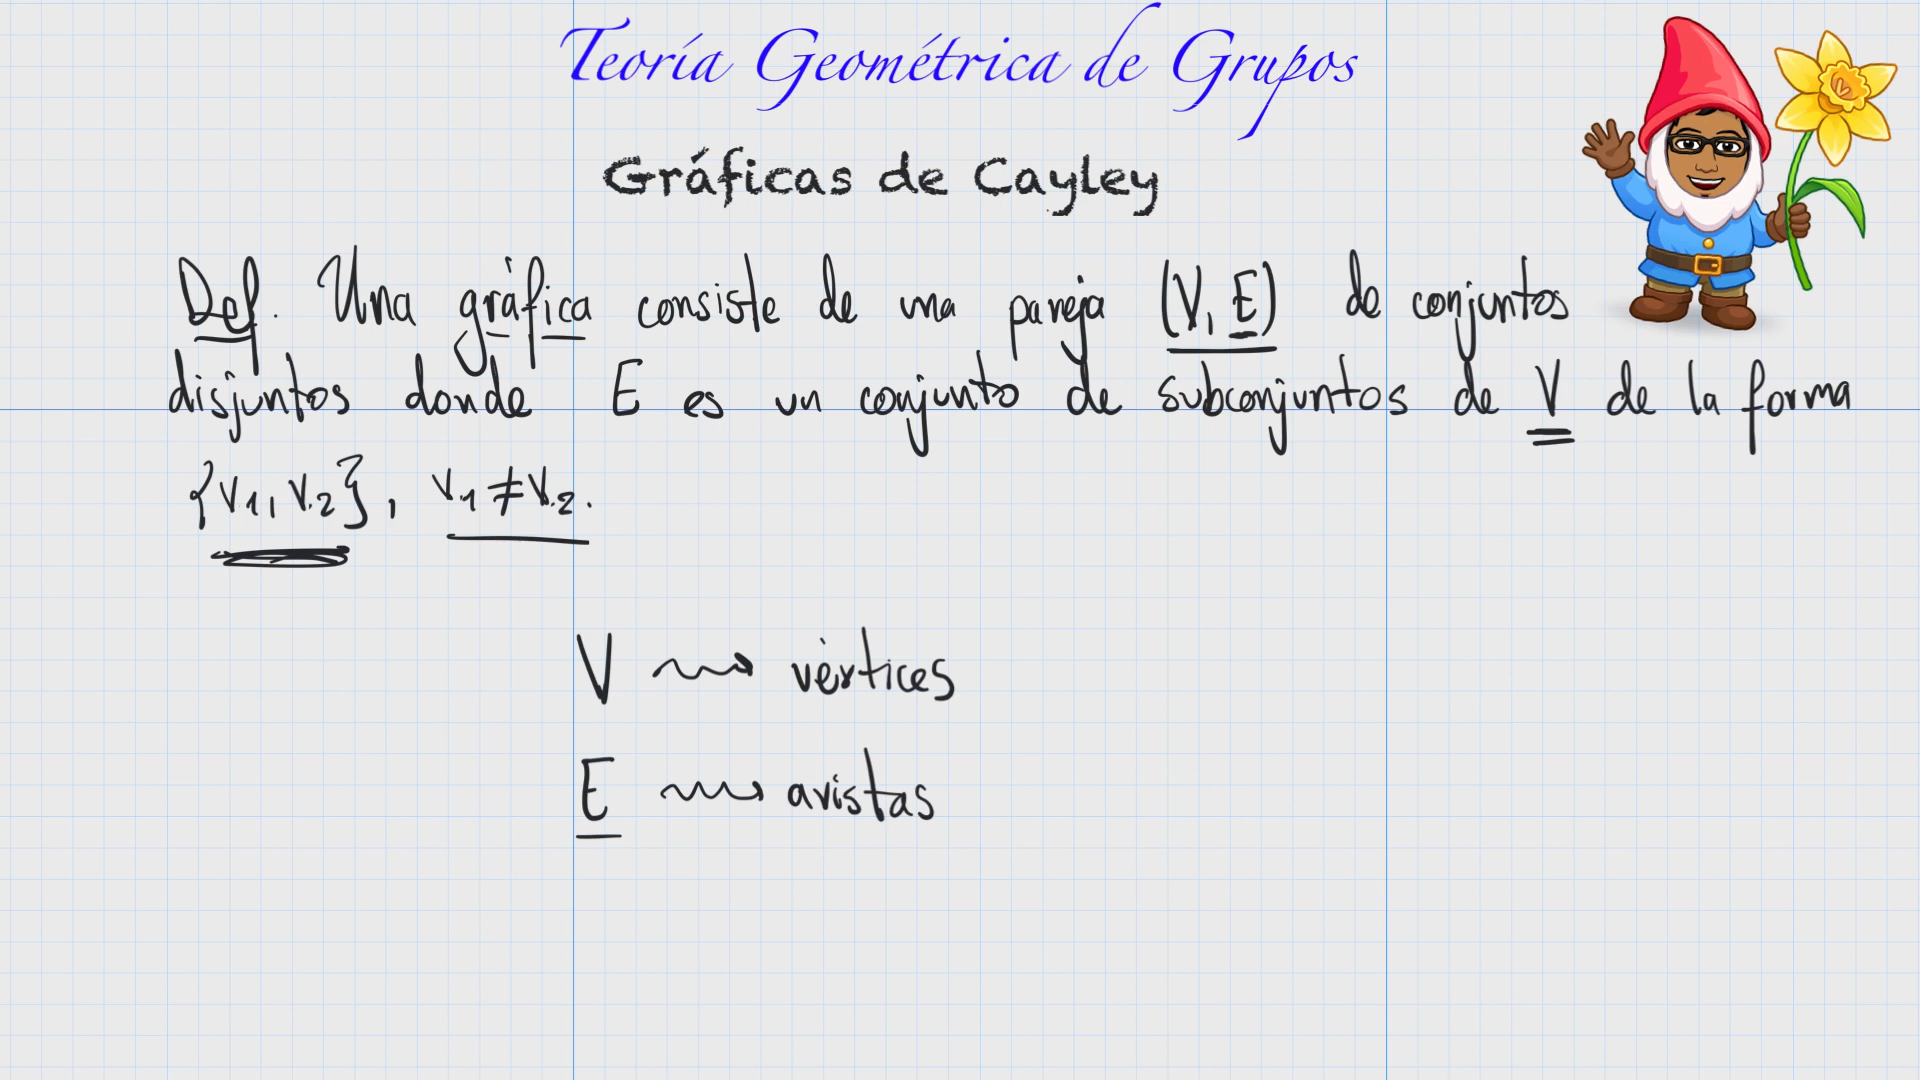 Teoría Geométrica de Grupos
Gráficas de Cayley
Def. Una gráfica consiste de una pareja (V, E) de conjuntos
disjuntos donde E es un conjunto de subconjuntos de V de la forma
{v₁, v₂}, v₁ ≠ v₂.
V ⇝ vértices
E ⇝ aristas